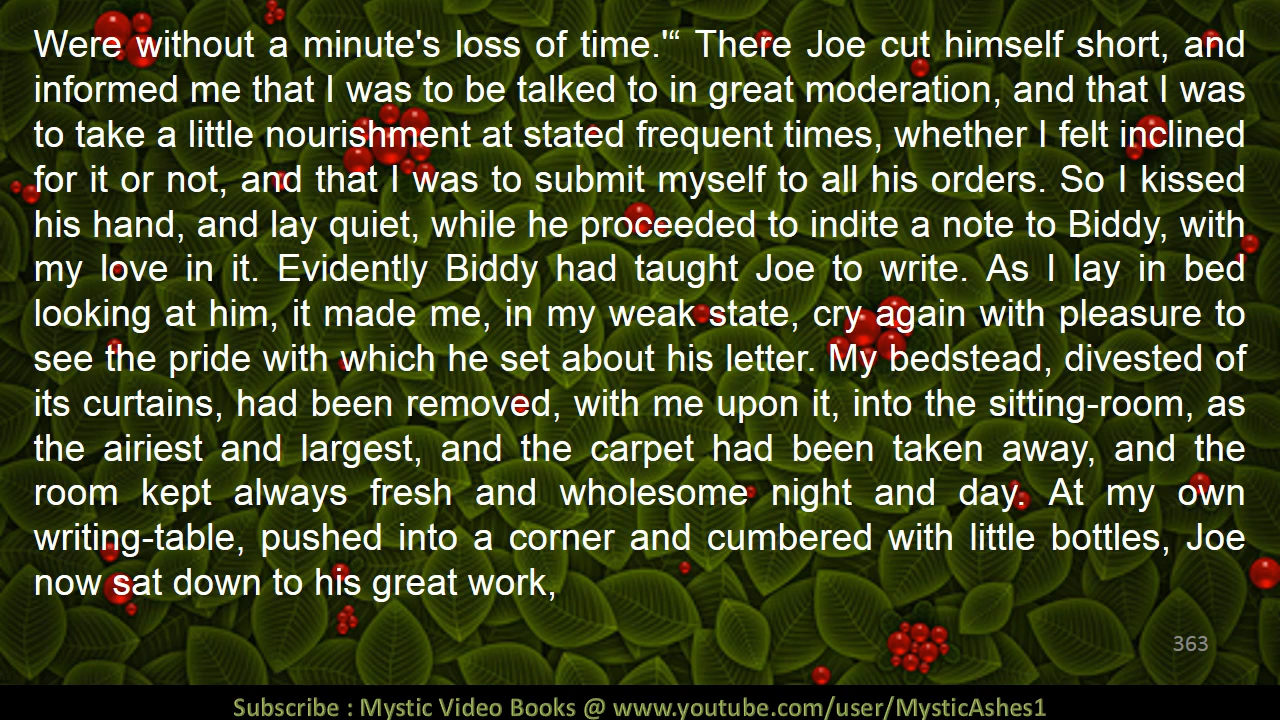 Were without a minute's loss of time.'“ There Joe cut himself short, and
informed me that I was to be talked to in great moderation, and that I was
to take a little nourishment at stated frequent times, whether I felt inclined
for it or not, and that I was to submit myself to all his orders. So I kissed
his hand, and lay quiet, while he proceeded to indite a note to Biddy, with
my love in it. Evidently Biddy had taught Joe to write. As I lay in bed
looking at him, it made me, in my weak state, cry again with pleasure to
see the pride with which he set about his letter. My bedstead, divested of
its curtains, had been removed, with me upon it, into the sitting-room, as
the airiest and largest, and the carpet had been taken away, and the
room kept always fresh and wholesome night and day. At my own
writing-table, pushed into a corner and cumbered with little bottles, Joe
now sat down to his great work,
363
Subscribe : Mystic Video Books @ www.youtube.com/user/MysticAshes1